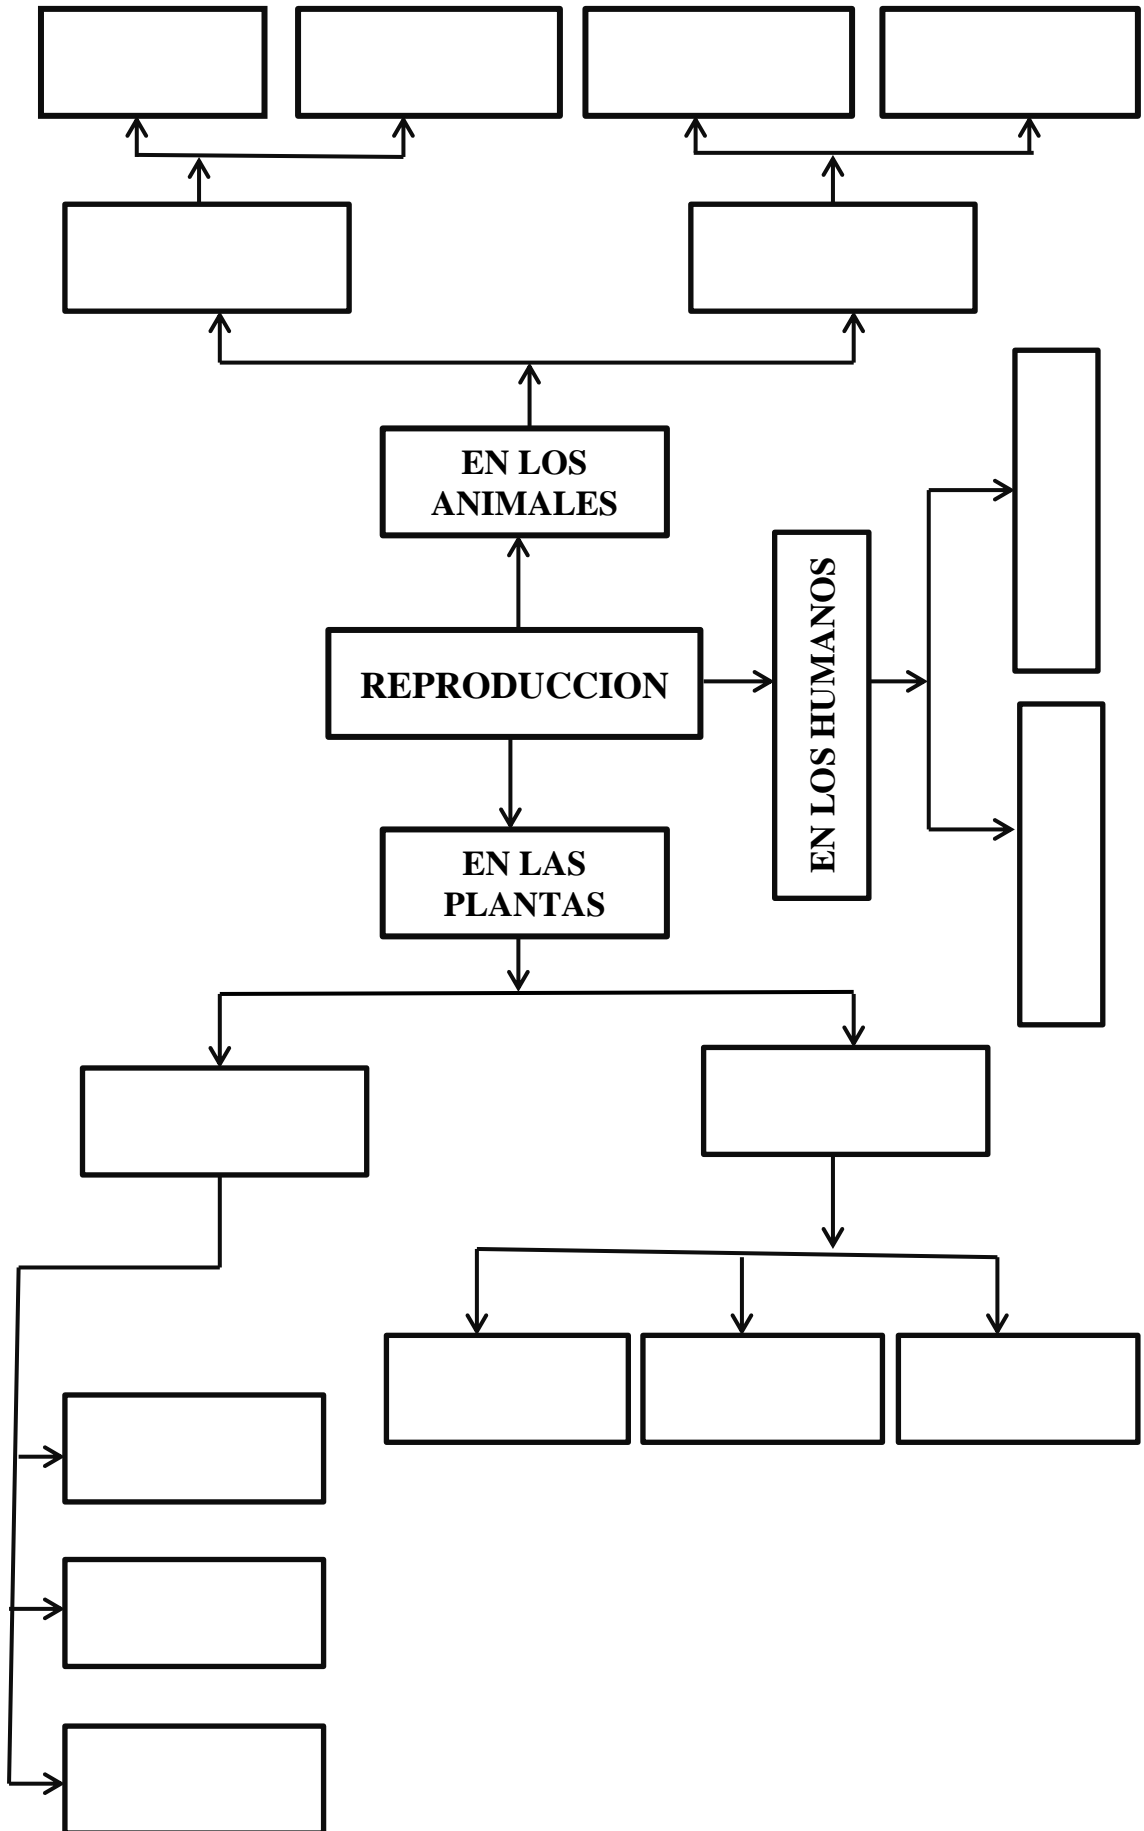 EN LOS
ANIMALES
EN LOS HUMANOS
REPRODUCCION
EN LAS
PLANTAS